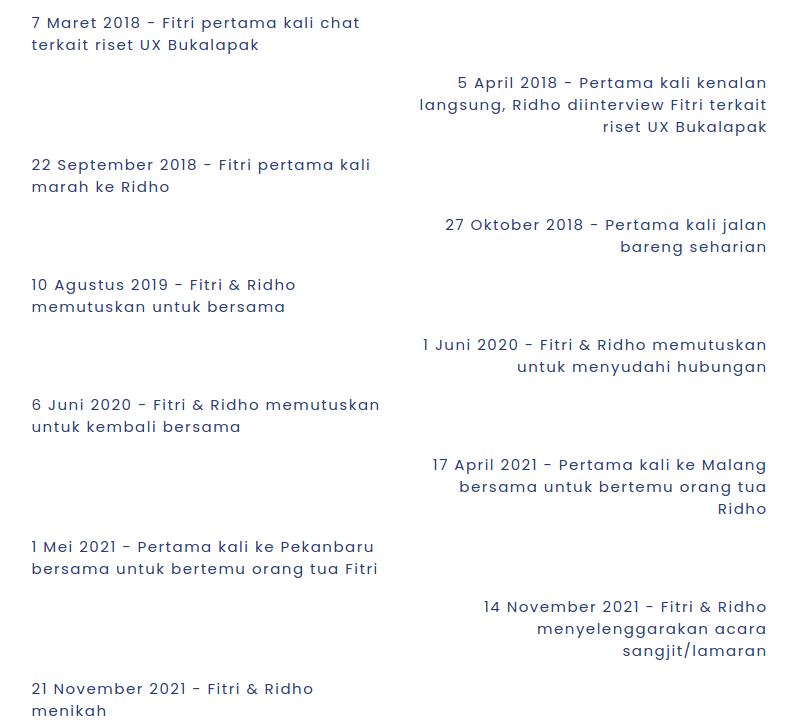 7 Maret 2018 - Fitri pertama kali chat
terkait riset UX Bukalapak
5 April 2018 - Pertama kali kenalan
langsung, Ridho diinterview Fitri terkait
riset UX Bukalapak
22 September 2018 - Fitri pertama kali
marah ke Ridho
27 Oktober 2018 - Pertama kali jalan
bareng seharian
10 Agustus 2019 - Fitri & Ridho
memutuskan untuk bersama
1 Juni 2020 - Fitri & Ridho memutuskan
untuk menyudahi hubungan
6 Juni 2020 - Fitri & Ridho memutuskan
untuk kembali bersama
17 April 2021 - Pertama kali ke Malang
bersama untuk bertemu orang tua
Ridho
1 Mei 2021 - Pertama kali ke Pekanbaru
bersama untuk bertemu orang tua Fitri
14 November 2021 - Fitri & Ridho
menyelenggarakan acara
sangjit/lamaran
21 November 2021 - Fitri & Ridho
menikah